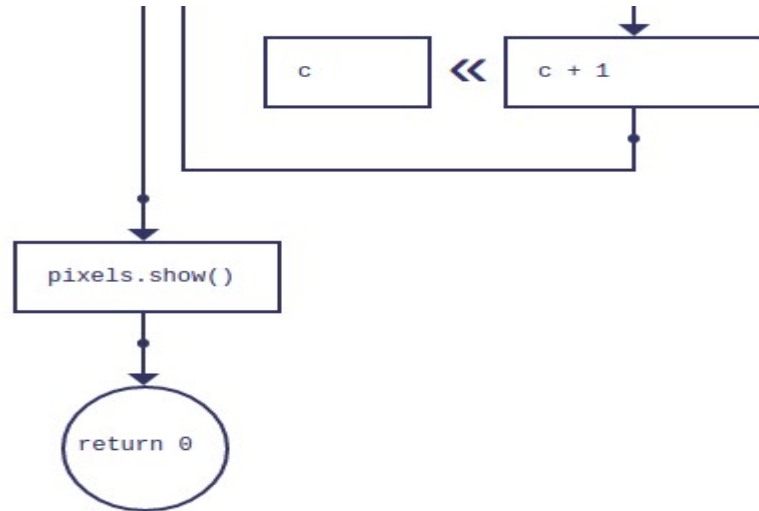 c « c + 1
pixels.show()
return 0